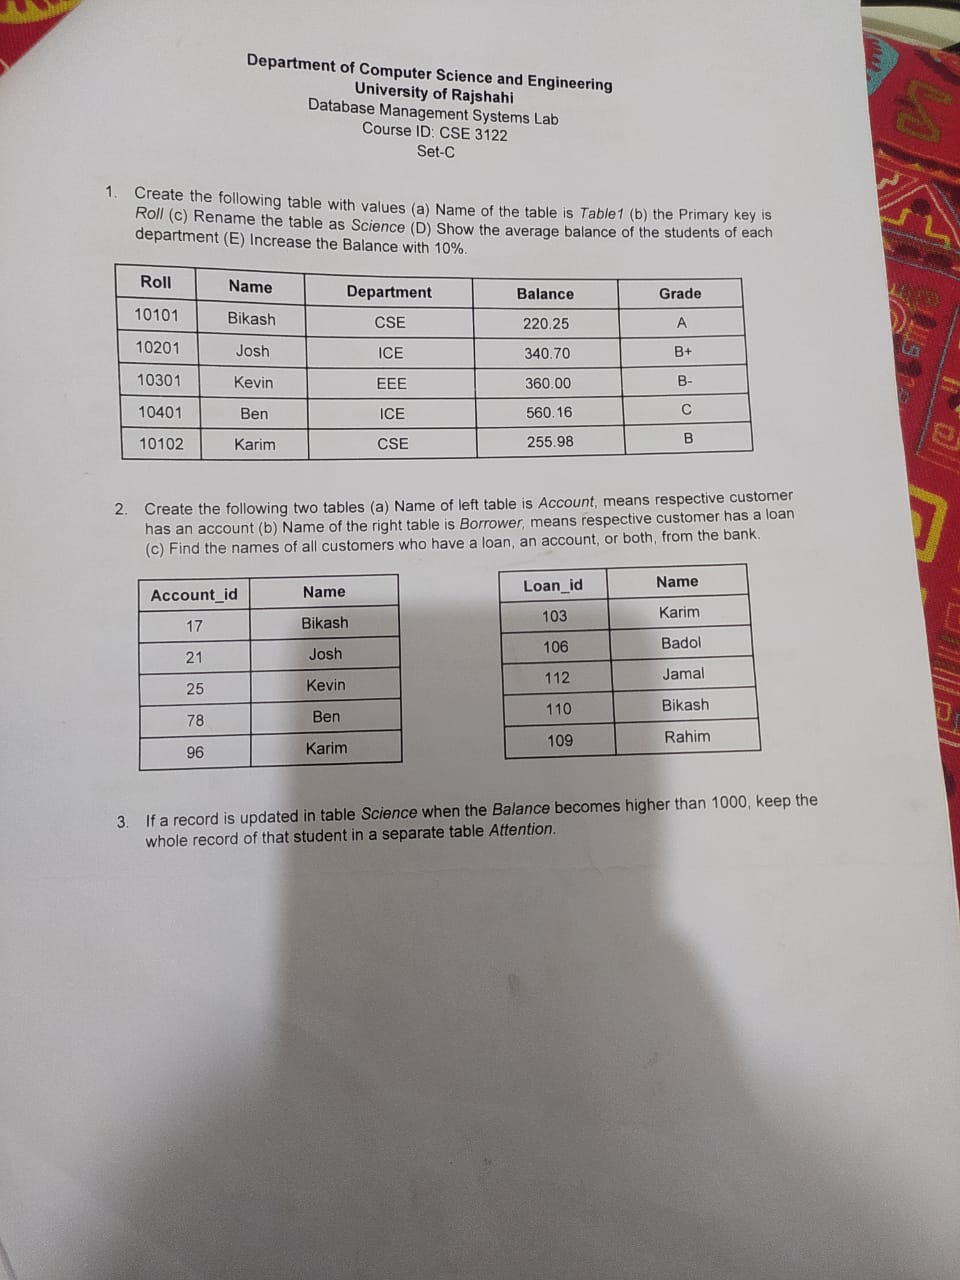 Department of Computer Science and Engineering
University of Rajshahi
Database Management Systems Lab
Course ID: CSE 3122
Set-C
1. Create the following table with values (a) Name of the table is Table1 (b) the Primary key is
Roll (c) Rename the table as Science (D) Show the average balance of the students of each
department (E) Increase the Balance with 10%.
Roll Name Department Balance Grade
10101 Bikash CSE 220.25 A
10201 Josh ICE 340.70 B+
10301 Kevin EEE 360.00 B-
10401 Ben ICE 560.16 C
10102 Karim CSE 255.98 B
2. Create the following two tables (a) Name of left table is Account, means respective customer
has an account (b) Name of the right table is Borrower, means respective customer has a loan
(c) Find the names of all customers who have a loan, an account, or both, from the bank.
Account_id Name
17 Bikash
21 Josh
25 Kevin
78 Ben
96 Karim
Loan_id Name
103 Karim
106 Badol
112 Jamal
110 Bikash
109 Rahim
3. If a record is updated in table Science when the Balance becomes higher than 1000, keep the
whole record of that student in a separate table Attention.